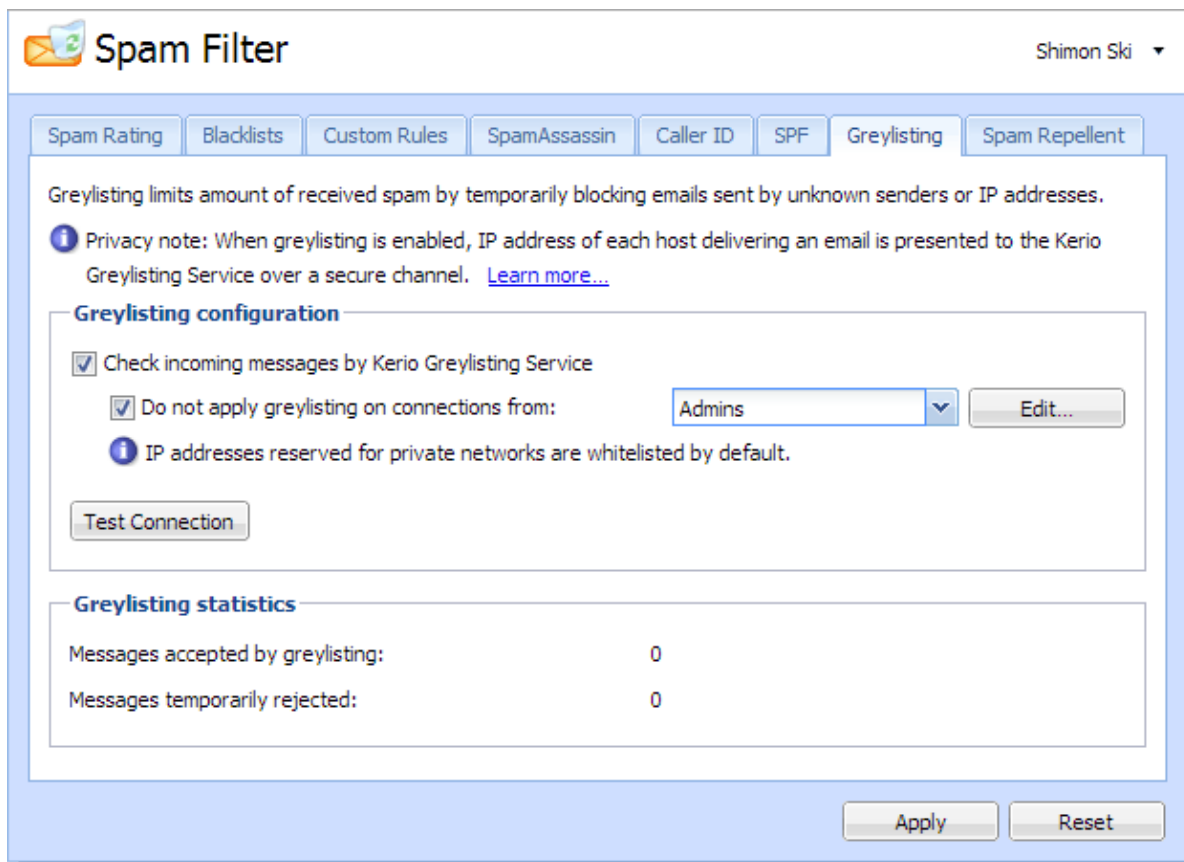 Spam Filter
Shimon Ski
Spam Rating
Blacklists
Custom Rules
SpamAssassin
Caller ID
SPF
Greylisting
Spam Repellent
Greylisting limits amount of received spam by temporarily blocking emails sent by unknown senders or IP addresses.
Privacy note: When greylisting is enabled, IP address of each host delivering an email is presented to the Kerio
Greylisting Service over a secure channel. Learn more...
Greylisting configuration
Check incoming messages by Kerio Greylisting Service
Do not apply greylisting on connections from:
Admins
Edit...
IP addresses reserved for private networks are whitelisted by default.
Test Connection
Greylisting statistics
Messages accepted by greylisting: 0
Messages temporarily rejected: 0
Apply
Reset